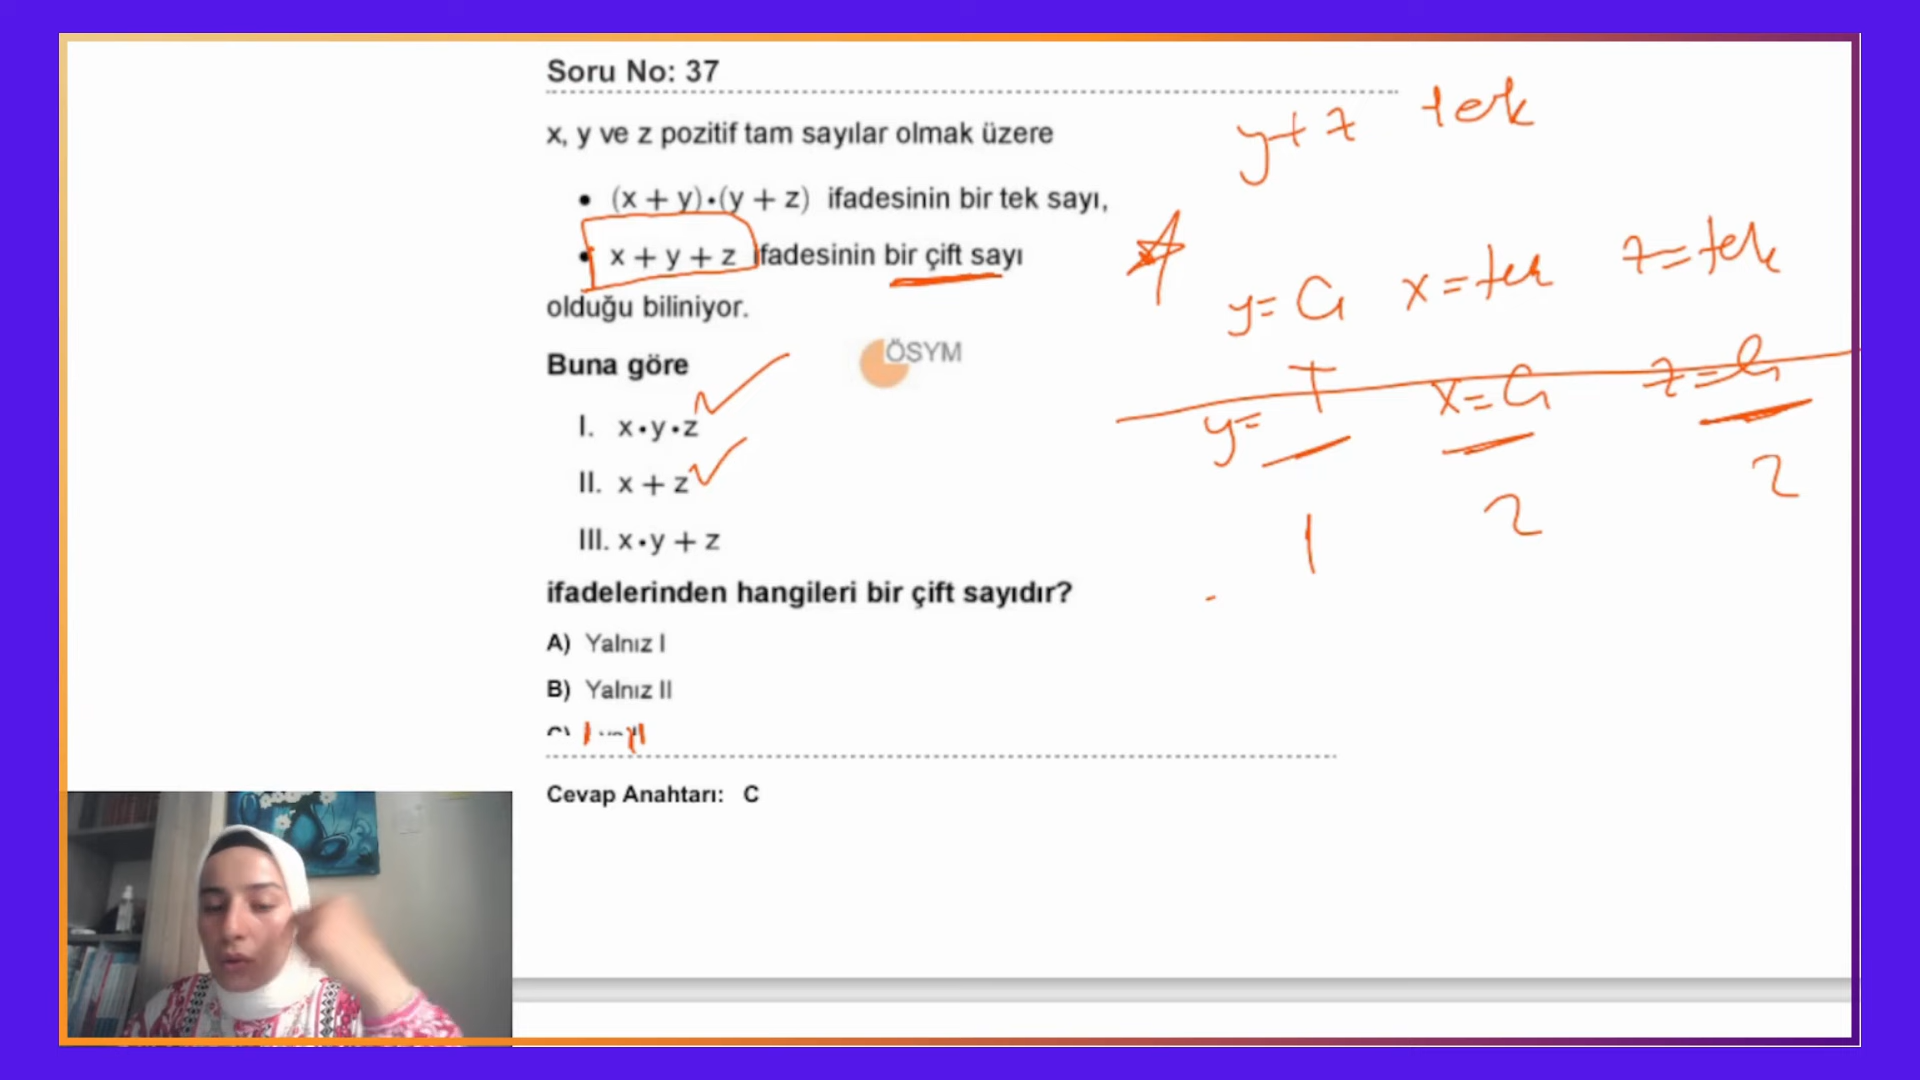 Soru No: 37
x, y ve z pozitif tam sayılar olmak üzere
• (x + y)•(y + z) ifadesinin bir tek sayı,
• x + y + z ifadesinin bir çift sayı
olduğu biliniyor.
Buna göre
ÖSYM
I. x•y•z
II. x + z
III. x•y + z
ifadelerinden hangileri bir çift sayıdır?
A) Yalnız I
B) Yalnız II
Cevap Anahtarı: C
y+z tek
y= Ç x=tek z=tek
y= T x=Ç z=Ç
1 2 2